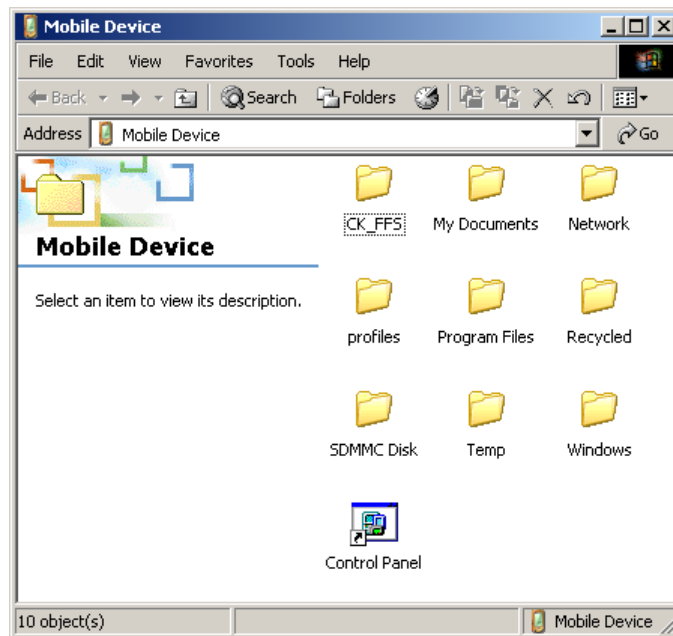 Mobile Device
File Edit View Favorites Tools Help
Back Search Folders
Address Mobile Device Go
CK_FFS My Documents Network
Mobile Device
Select an item to view its description.
profiles Program Files Recycled
SDMMC Disk Temp Windows
Control Panel
10 object(s) Mobile Device